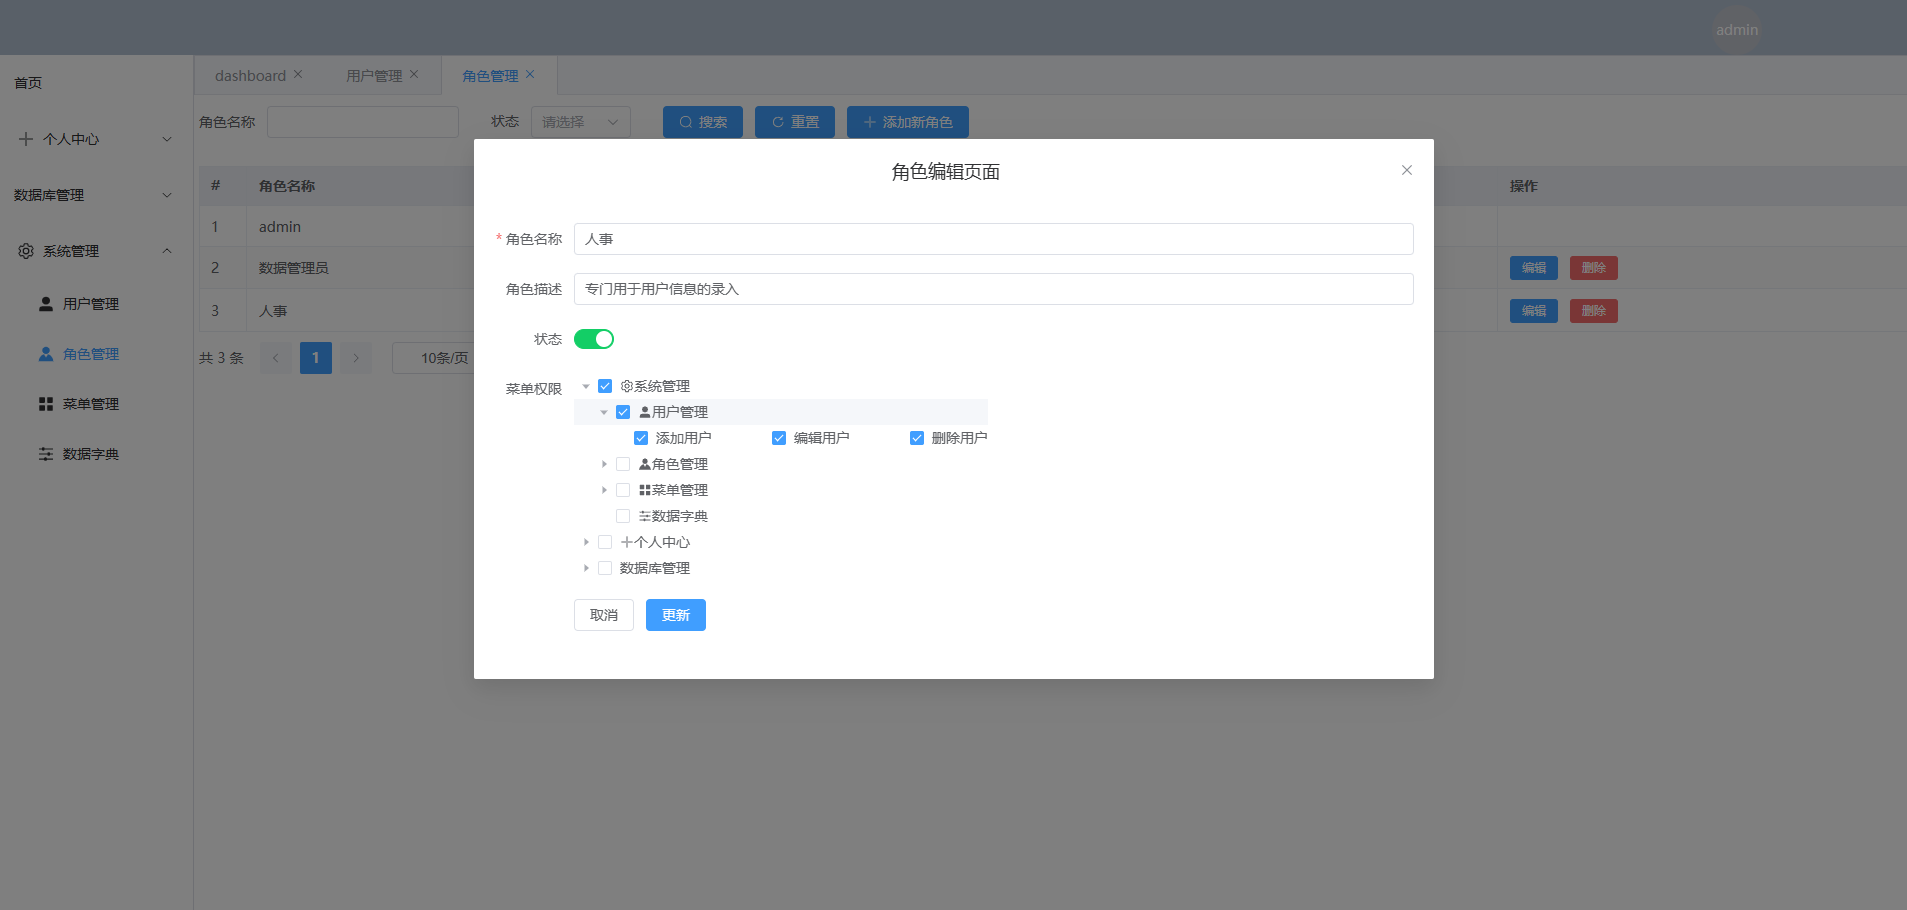 admin
首页
个人中心
数据库管理
系统管理
用户管理
角色管理
菜单管理
数据字典
dashboard 用户管理 角色管理
角色名称 状态 请选择 搜索 重置 添加新角色
# 角色名称 操作
1 admin
2 数据管理员 编辑 删除
3 人事 编辑 删除
共 3 条 1 10条/页
角色编辑页面
* 角色名称 人事
角色描述 专门用于用户信息的录入
状态
菜单权限 系统管理
用户管理
添加用户 编辑用户 删除用户
角色管理
菜单管理
数据字典
个人中心
数据库管理
取消 更新